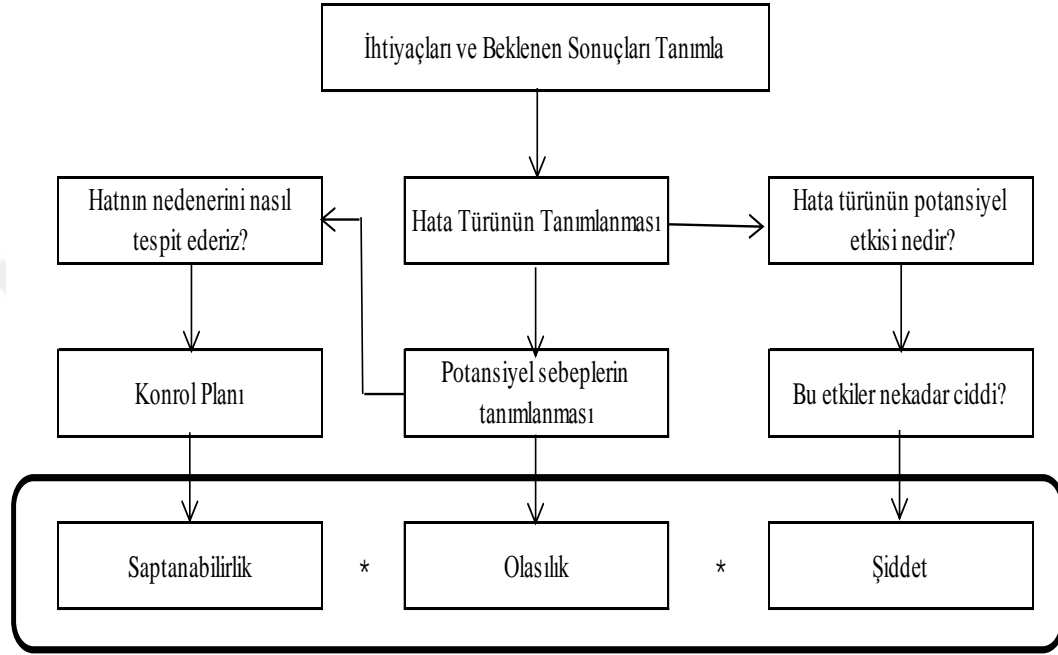 İhtiyaçları ve Beklenen Sonuçları Tanımla
Hatnın nedenerini nasıl
tespit ederiz?
Hata Türünün Tanımlanması
Hata türünün potansiyel
etkisi nedir?
Konrol Planı
Potansiyel sebeplerin
tanımlanması
Bu etkiler nekadar ciddi?
Saptanabilirlik * Olasılık * Şiddet